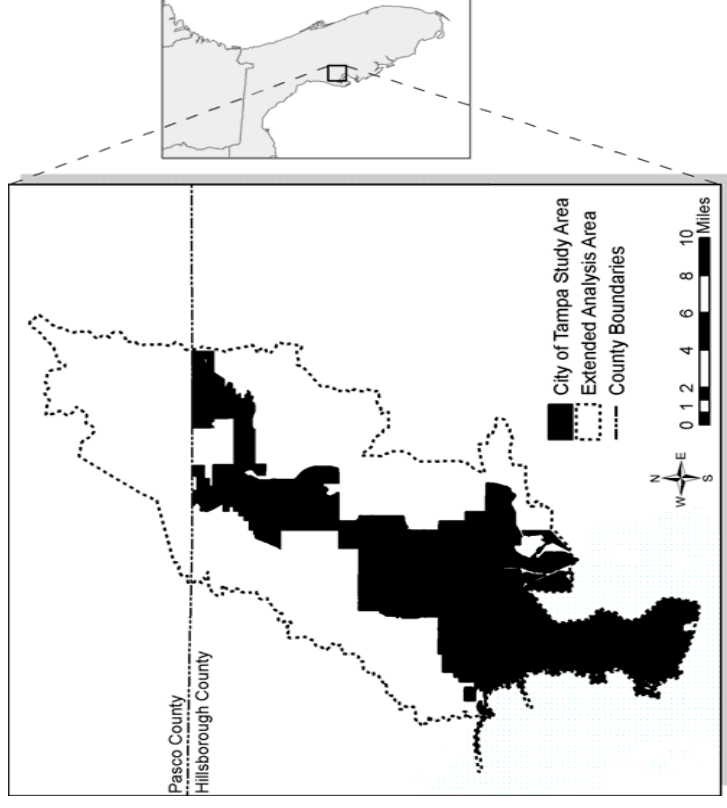 Pasco County
Hillsborough County
City of Tampa Study Area
Extended Analysis Area
County Boundaries
N
W E
S
0 1 2 4 6 8 10
Miles